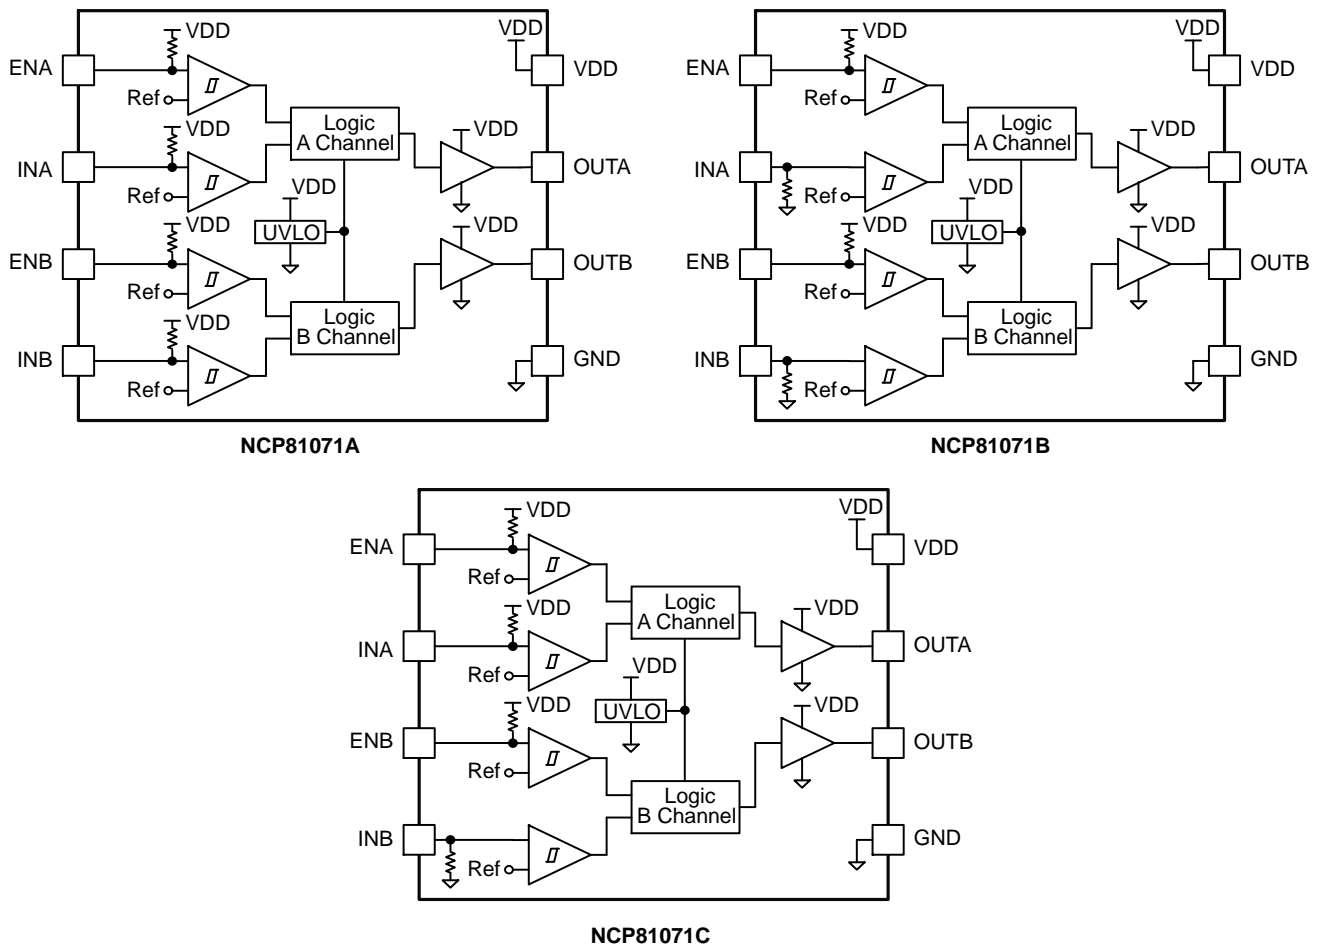 VDD
VDD
ENA
VDD
Ref
VDD
Logic
A Channel
VDD
INA
OUTA
Ref
VDD
VDD
UVLO
VDD
ENB
OUTB
Ref
VDD
Logic
B Channel
INB
GND
Ref
NCP81071A
VDD
VDD
ENA
VDD
Ref
Logic
A Channel
VDD
INA
OUTA
Ref
VDD
VDD
UVLO
VDD
ENB
OUTB
Ref
Logic
B Channel
INB
GND
Ref
NCP81071B
VDD
VDD
ENA
VDD
Ref
VDD
Logic
A Channel
VDD
INA
OUTA
Ref
VDD
VDD
UVLO
VDD
ENB
OUTB
Ref
Logic
B Channel
INB
GND
Ref
NCP81071C